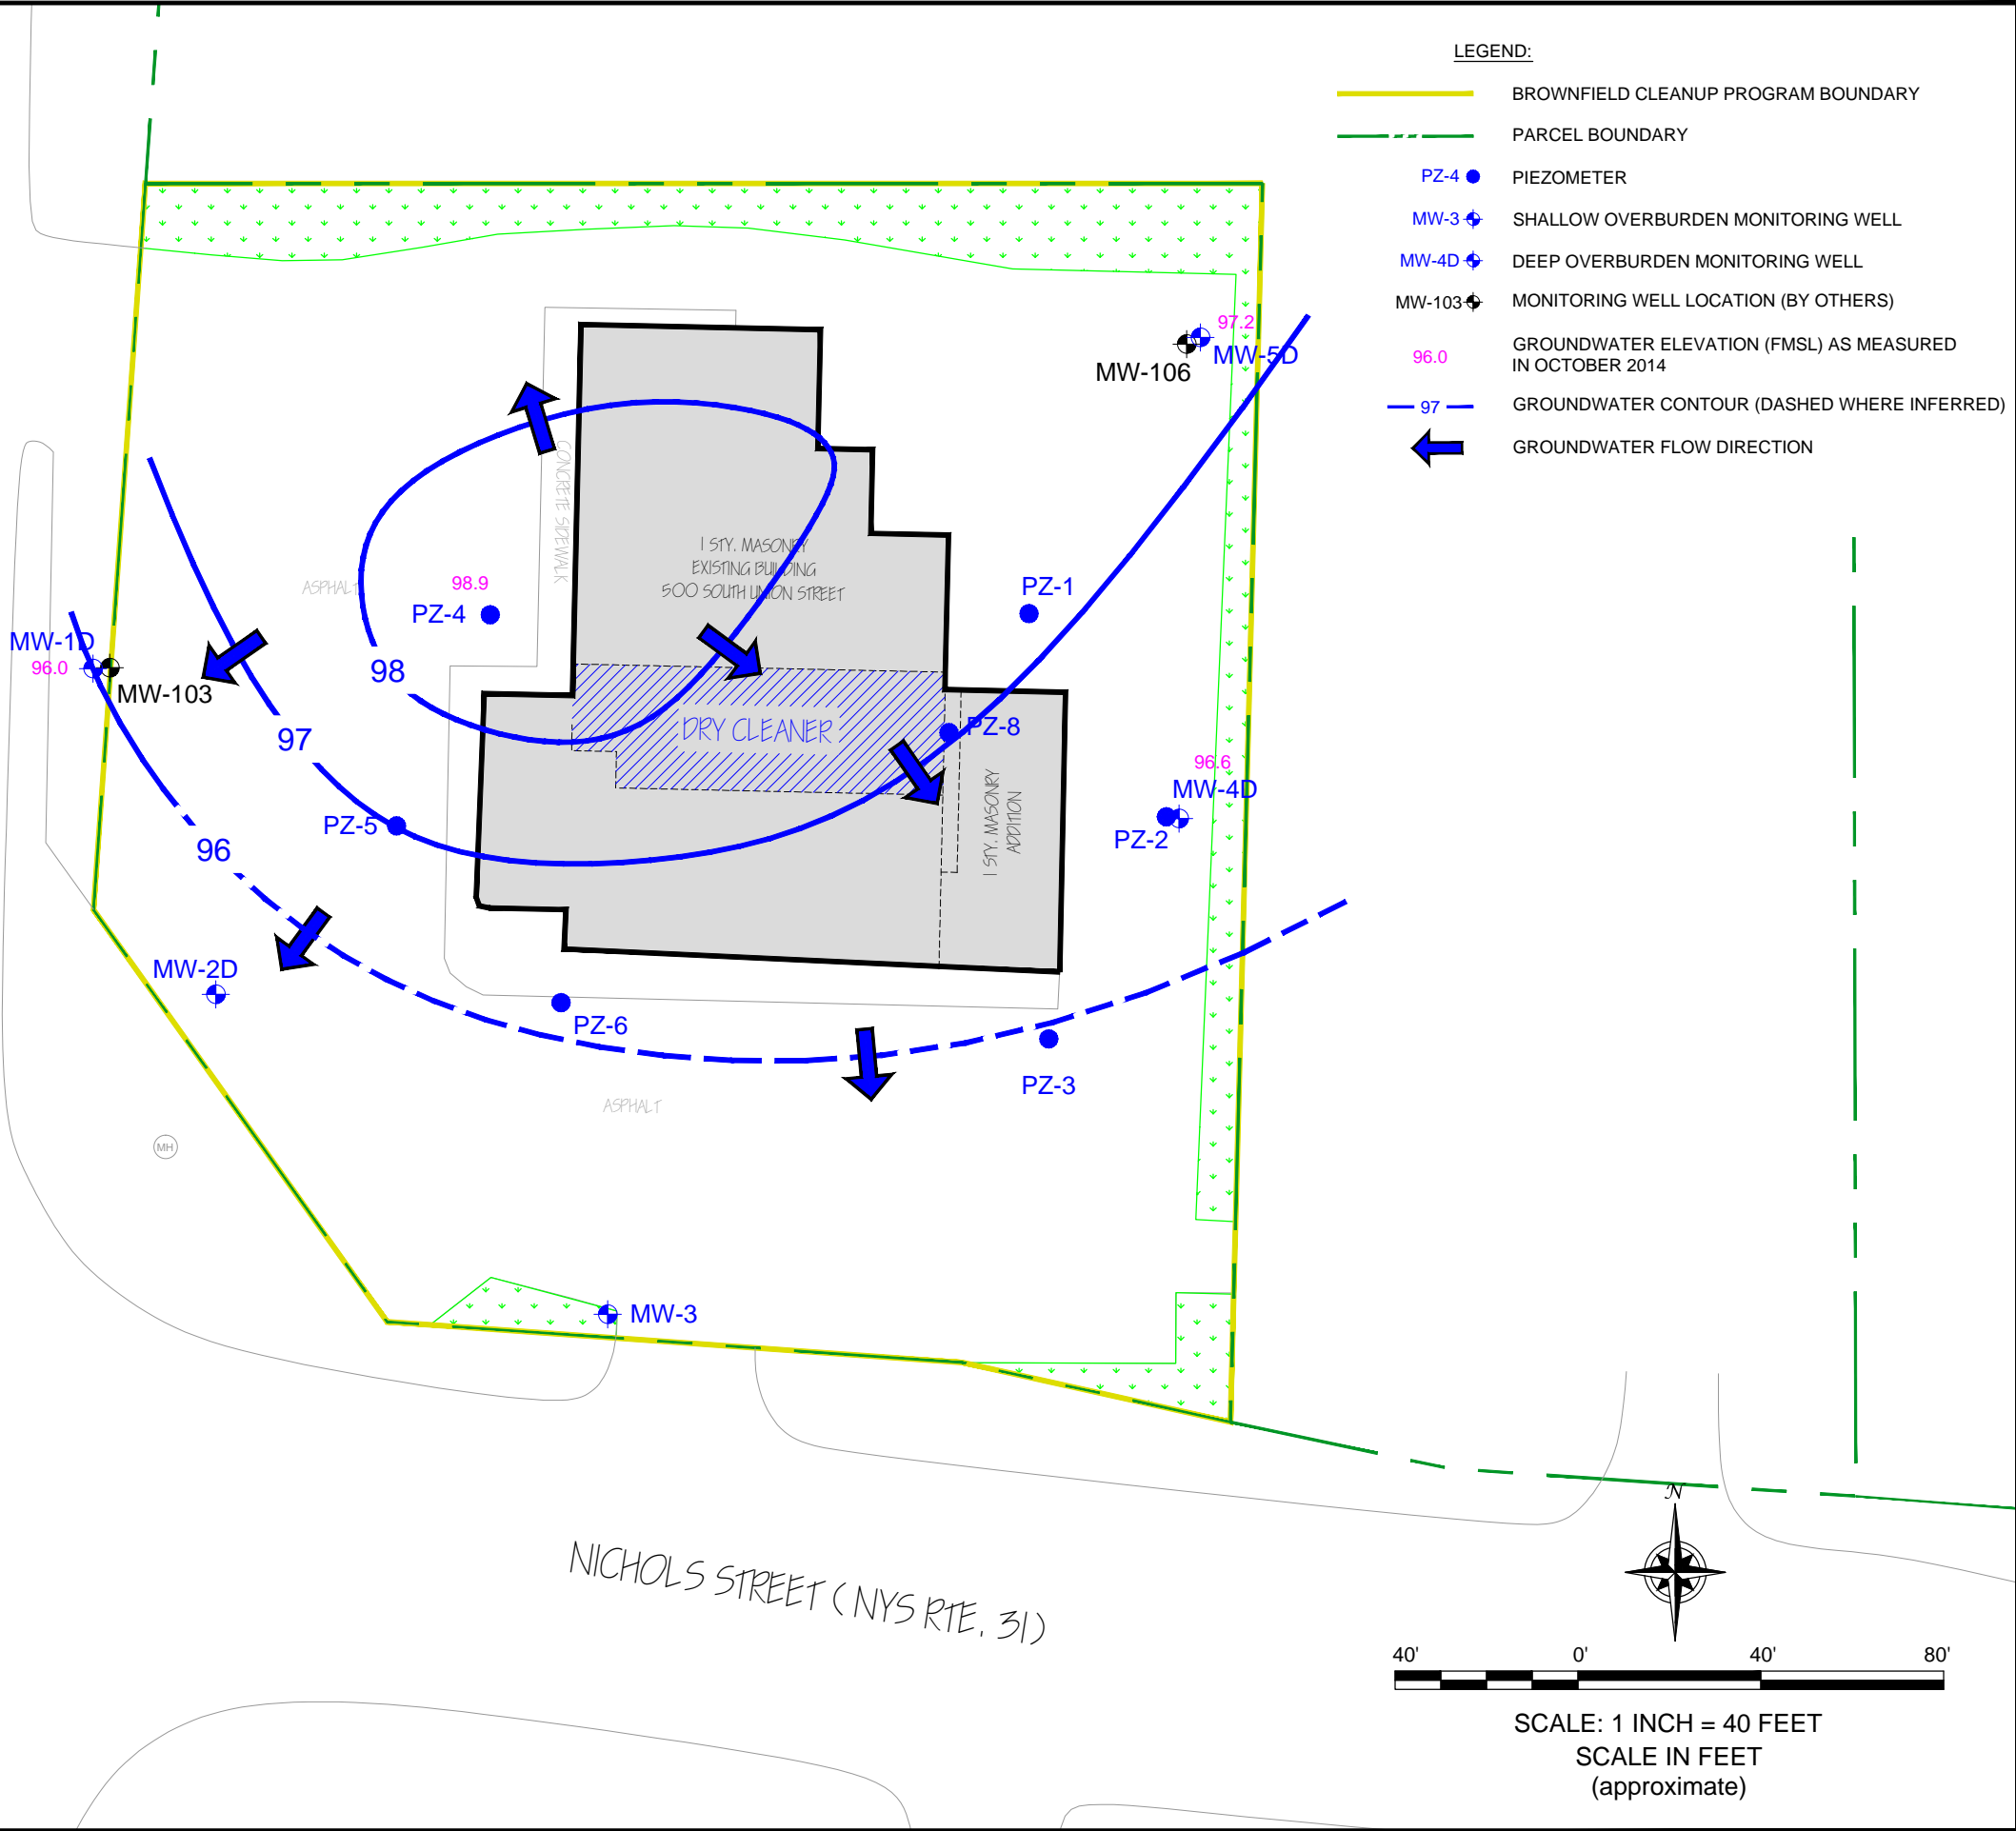 LEGEND:
BROWNFIELD CLEANUP PROGRAM BOUNDARY
PARCEL BOUNDARY
PZ-4 PIEZOMETER
MW-3 SHALLOW OVERBURDEN MONITORING WELL
MW-4D DEEP OVERBURDEN MONITORING WELL
MW-103 MONITORING WELL LOCATION (BY OTHERS)
96.0 GROUNDWATER ELEVATION (FMSL) AS MEASURED
IN OCTOBER 2014
97 GROUNDWATER CONTOUR (DASHED WHERE INFERRED)
GROUNDWATER FLOW DIRECTION
97.2
MW-5D
MW-106
CONCRETE SIDEWALK
1 STY. MASONRY
EXISTING BUILDING
500 SOUTH UNION STREET
ASPHALT
98.9
PZ-4
PZ-1
MW-1D
96.0
MW-103
98
97
DRY CLEANER
PZ-8
96.6
MW-4D
PZ-2
1 STY. MASONRY
ADDITION
PZ-5
96
MW-2D
PZ-6
PZ-3
ASPHALT
MH
MW-3
N
NICHOLS STREET (NYS RTE. 31)
40' 0' 40' 80'
SCALE: 1 INCH = 40 FEET
SCALE IN FEET
(approximate)